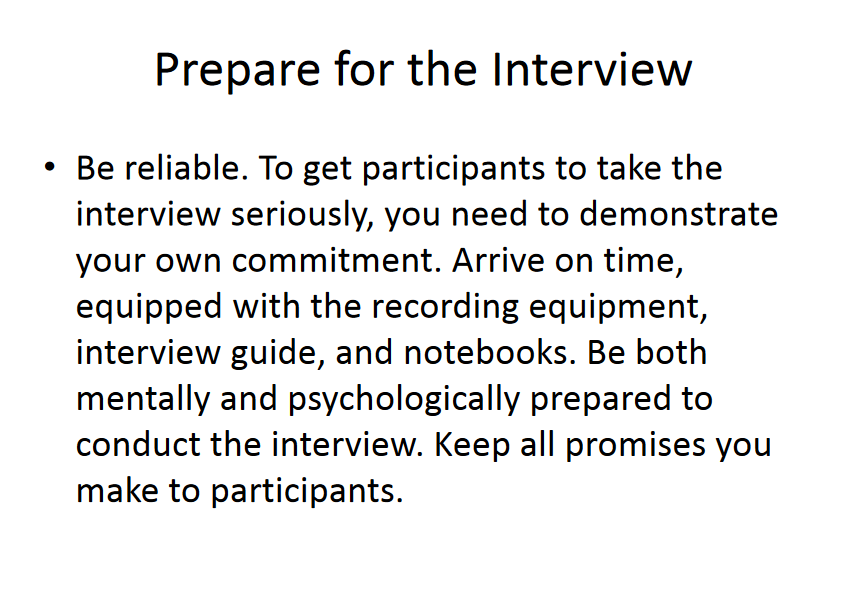 Prepare for the Interview
• Be reliable. To get participants to take the
interview seriously, you need to demonstrate
your own commitment. Arrive on time,
equipped with the recording equipment,
interview guide, and notebooks. Be both
mentally and psychologically prepared to
conduct the interview. Keep all promises you
make to participants.